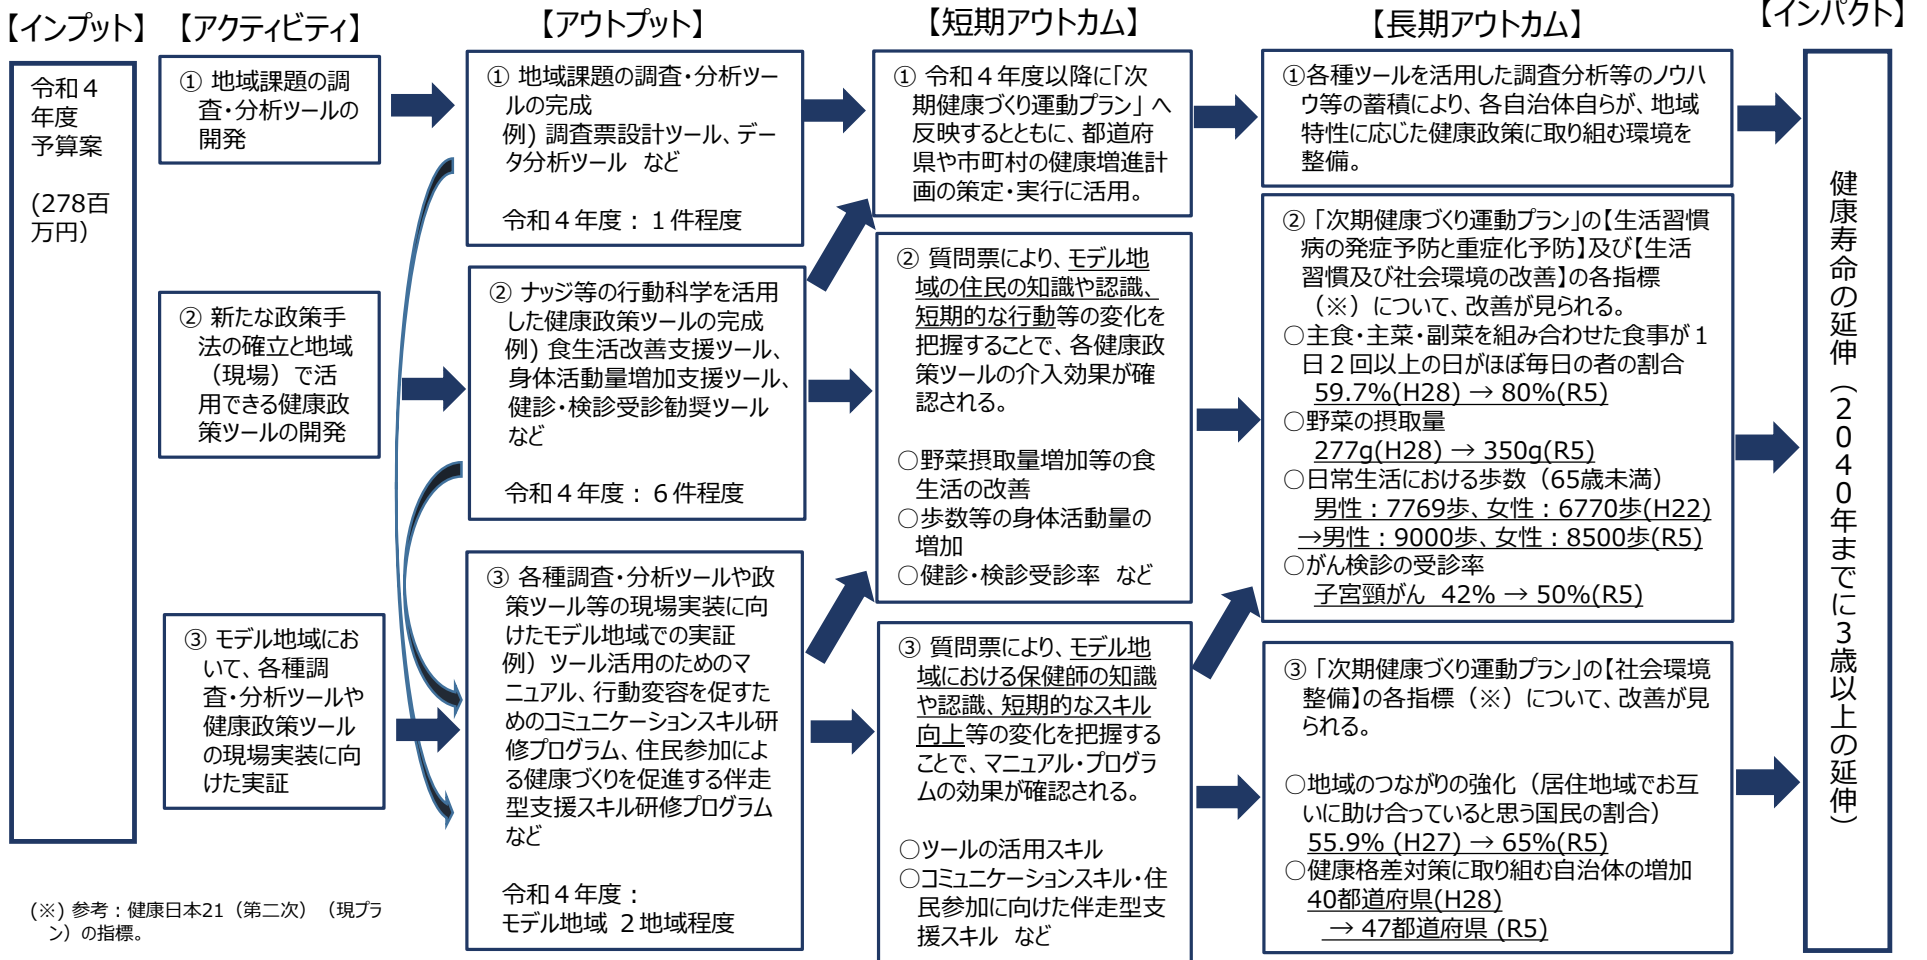 【インプット】
【アクティビティ】
【アウトプット】
【短期アウトカム】
【長期アウトカム】
【インパクト】
令和４
年度
予算案
(278百
万円）
① 地域課題の調
査・分析ツールの
開発
② 新たな政策手
法の確立と地域
（現場）で活
用できる健康政
策ツールの開発
③ モデル地域にお
いて、各種調
査・分析ツールや
健康政策ツール
の現場実装に向
けた実証
① 地域課題の調査・分析ツー
ルの完成
例) 調査票設計ツール、デー
タ分析ツール など
令和４年度：１件程度
② ナッジ等の行動科学を活用
した健康政策ツールの完成
例) 食生活改善支援ツール、
身体活動量増加支援ツール、
健診・検診受診勧奨ツール
など
令和４年度：６件程度
③ 各種調査・分析ツールや政
策ツール等の現場実装に向
けたモデル地域での実証
例）ツール活用のためのマ
ニュアル、行動変容を促すた
めのコミュニケーションスキル研
修プログラム、住民参加によ
る健康づくりを促進する伴走
型支援スキル研修プログラム
など
令和４年度：
モデル地域 ２地域程度
① 令和４年度以降に「次
期健康づくり運動プラン」 へ
反映するとともに、都道府
県や市町村の健康増進計
画の策定・実行に活用。
② 質問票により、モデル地
域の住民の知識や認識、
短期的な行動等の変化を
把握することで、各健康政
策ツールの介入効果が確
認される。
○野菜摂取量増加等の食
生活の改善
○歩数等の身体活動量の
増加
○健診・検診受診率 など
③ 質問票により、モデル地
域における保健師の知識
や認識、短期的なスキル
向上等の変化を把握する
ことで、マニュアル・プログラ
ムの効果が確認される。
○ツールの活用スキル
○コミュニケーションスキル・住
民参加に向けた伴走型支
援スキル など
①各種ツールを活用した調査分析等のノウハ
ウ等の蓄積により、各自治体自らが、地域
特性に応じた健康政策に取り組む環境を
整備。
② 「次期健康づくり運動プラン」の【生活習慣
病の発症予防と重症化予防】及び【生活
習慣及び社会環境の改善】の各指標
（※）について、改善が見られる。
○主食・主菜・副菜を組み合わせた食事が１
日２回以上の日がほぼ毎日の者の割合
59.7%(H28) → 80%(R5)
○野菜の摂取量
277g(H28) → 350g(R5)
○日常生活における歩数（65歳未満）
男性：7769歩、女性：6770歩(H22)
→男性：9000歩、女性：8500歩(R5)
○がん検診の受診率
子宮頸がん 42% → 50%(R5)
③ 「次期健康づくり運動プラン」の【社会環境
整備】の各指標（※）について、改善が見
られる。
○地域のつながりの強化（居住地域でお互
いに助け合っていると思う国民の割合）
55.9% (H27) → 65%(R5)
○健康格差対策に取り組む自治体の増加
40都道府県(H28)
→ 47都道府県 (R5)
健康寿命の延伸（２０４０年までに３歳以上の延伸）
(※) 参考：健康日本21（第二次）（現プラ
ン）の指標。